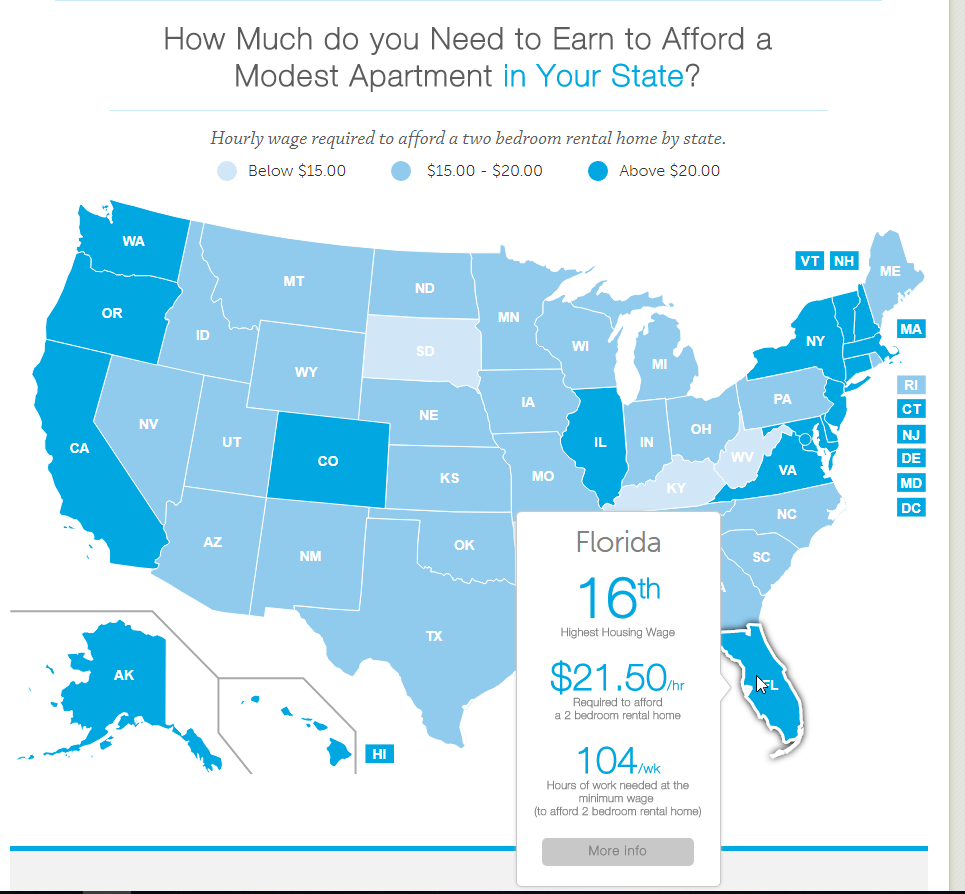 How Much do you Need to Earn to Afford a
Modest Apartment in Your State?
Hourly wage required to afford a two bedroom rental home by state.
Below $15.00
$15.00 - $20.00
Above $20.00
WA
VT
NH
ME
MT
ND
OR
MN
MA
ID
NY
WI
SD
MI
WY
RI
PA
IA
CT
NE
NV
OH
NJ
UT
IL
IN
CA
WV
DE
CO
VA
MO
KS
MD
KY
DC
NC
AZ
OK
NM
SC
A
TX
AK
FL
HI
Florida
16th
Highest Housing Wage
$21.50/hr
Required to afford
a 2 bedroom rental home
104/wk
Hours of work needed at the
minimum wage
(to afford 2 bedroom rental home)
More info